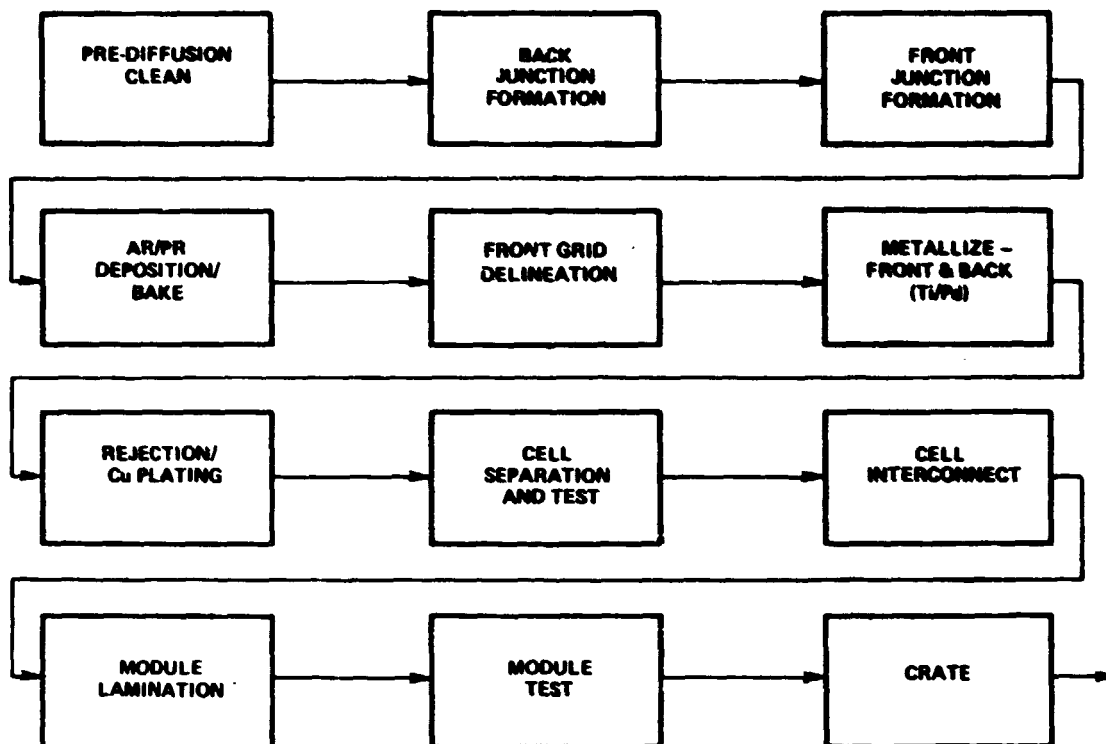 PRE-DIFFUSION
CLEAN
BACK
JUNCTION
FORMATION
FRONT
JUNCTION
FORMATION
AR/PR
DEPOSITION/
BAKE
FRONT GRID
DELINEATION
METALLIZE –
FRONT & BACK
(Ti/Pd)
REJECTION/
Cu PLATING
CELL
SEPARATION
AND TEST
CELL
INTERCONNECT
MODULE
LAMINATION
MODULE
TEST
CRATE